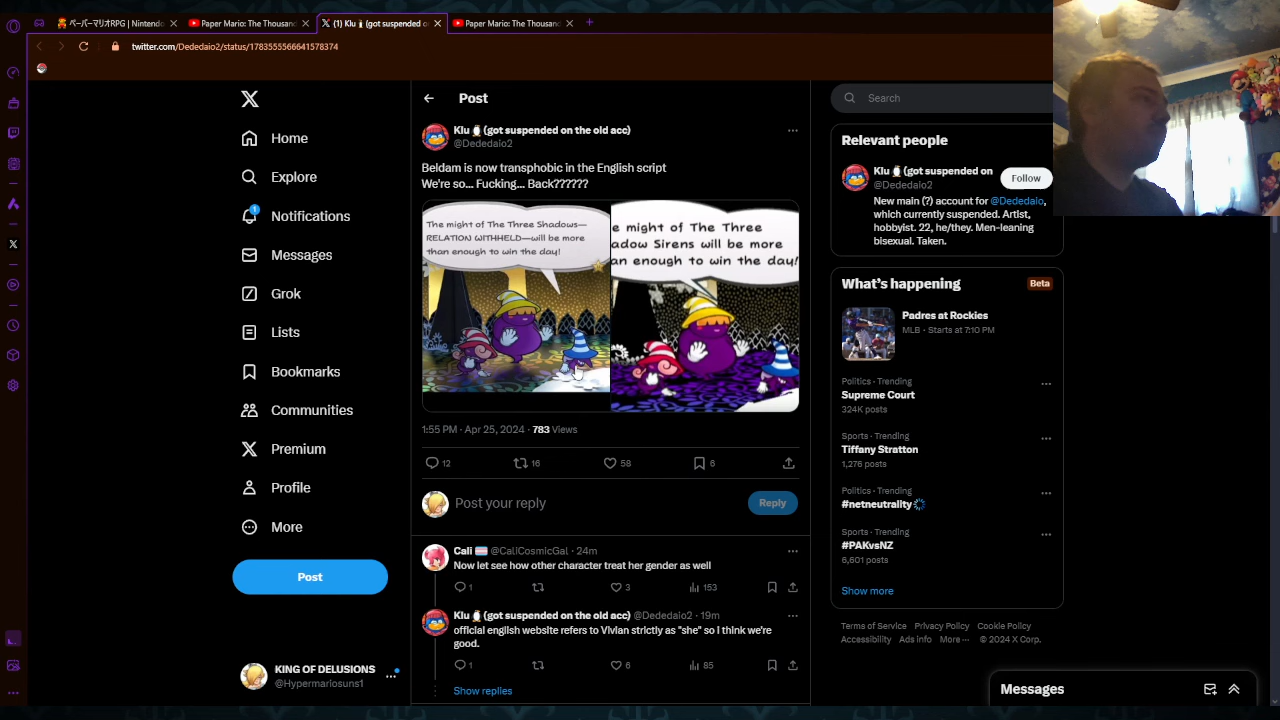 ペーパーマリオRPG | Nintendo
Paper Mario: The Thousand
(1) Klu (got suspended o
Paper Mario: The Thousand
twitter.com/Dededaio2/status/1783555566641578374
Post
Search
Home
Explore
1
Notifications
Messages
Grok
Lists
Bookmarks
Communities
Premium
Profile
More
Post
KING OF DELUSIONS
@Hypermariosuns1
...
Klu (got suspended on the old acc)
@Dededaio2
Beldam is now transphobic in the English script
We're so... Fucking... Back??????
The might of The Three Shadows—
RELATION WITHHELD—will be more
than enough to win the day!
e might of The Three
adow Sirens will be more
an enough to win the day!
1:55 PM · Apr 25, 2024 · 783 Views
12 16 58 6
Post your reply
Reply
Cali @CaliCosmicGal · 24m
Now let see how other character treat her gender as well
1 3 153
Klu (got suspended on the old acc) @Dededaio2 · 19m
official english website refers to Vivian strictly as "she" so I think we're
good.
1 6 85
Show replies
Relevant people
Klu (got suspended on
@Dededaio2
Follow
New main (?) account for @Dededaio,
which currently suspended. Artist,
hobbyist. 22, he/they. Men-leaning
bisexual. Taken.
What's happening
Beta
Padres at Rockies
MLB · Starts at 7:10 PM
Politics · Trending
Supreme Court
324K posts
Sports · Trending
Tiffany Stratton
1,276 posts
Politics · Trending
#netneutrality
Sports · Trending
#PAKvsNZ
5,601 posts
Show more
Terms of Service Privacy Policy Cookie Policy
Accessibility Ads info More ··· © 2024 X Corp.
Messages